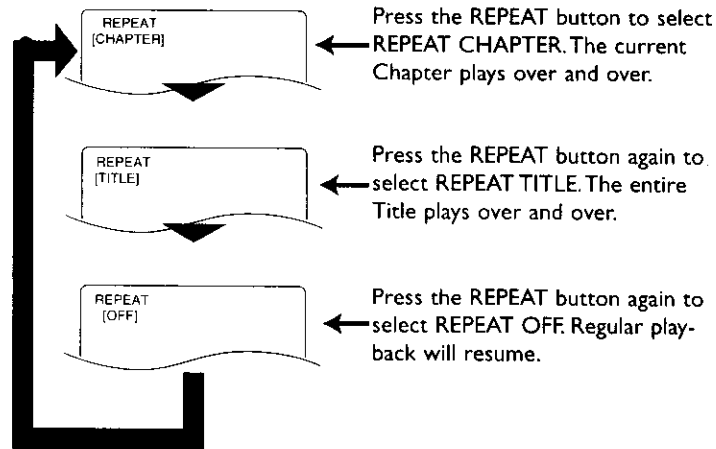 REPEAT
[CHAPTER]
Press the REPEAT button to select
REPEAT CHAPTER. The current
Chapter plays over and over.
REPEAT
[TITLE]
Press the REPEAT button again to
select REPEAT TITLE. The entire
Title plays over and over.
REPEAT
[OFF]
Press the REPEAT button again to
select REPEAT OFF. Regular play-
back will resume.